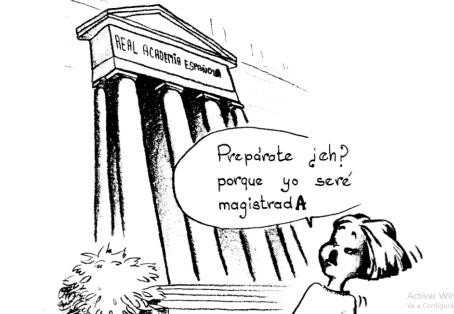 REAL ACADEMIA ESPAÑOLA
Prepárate ¿eh?
porque yo seré
magistradA
Activar Wir
Ve a Configura